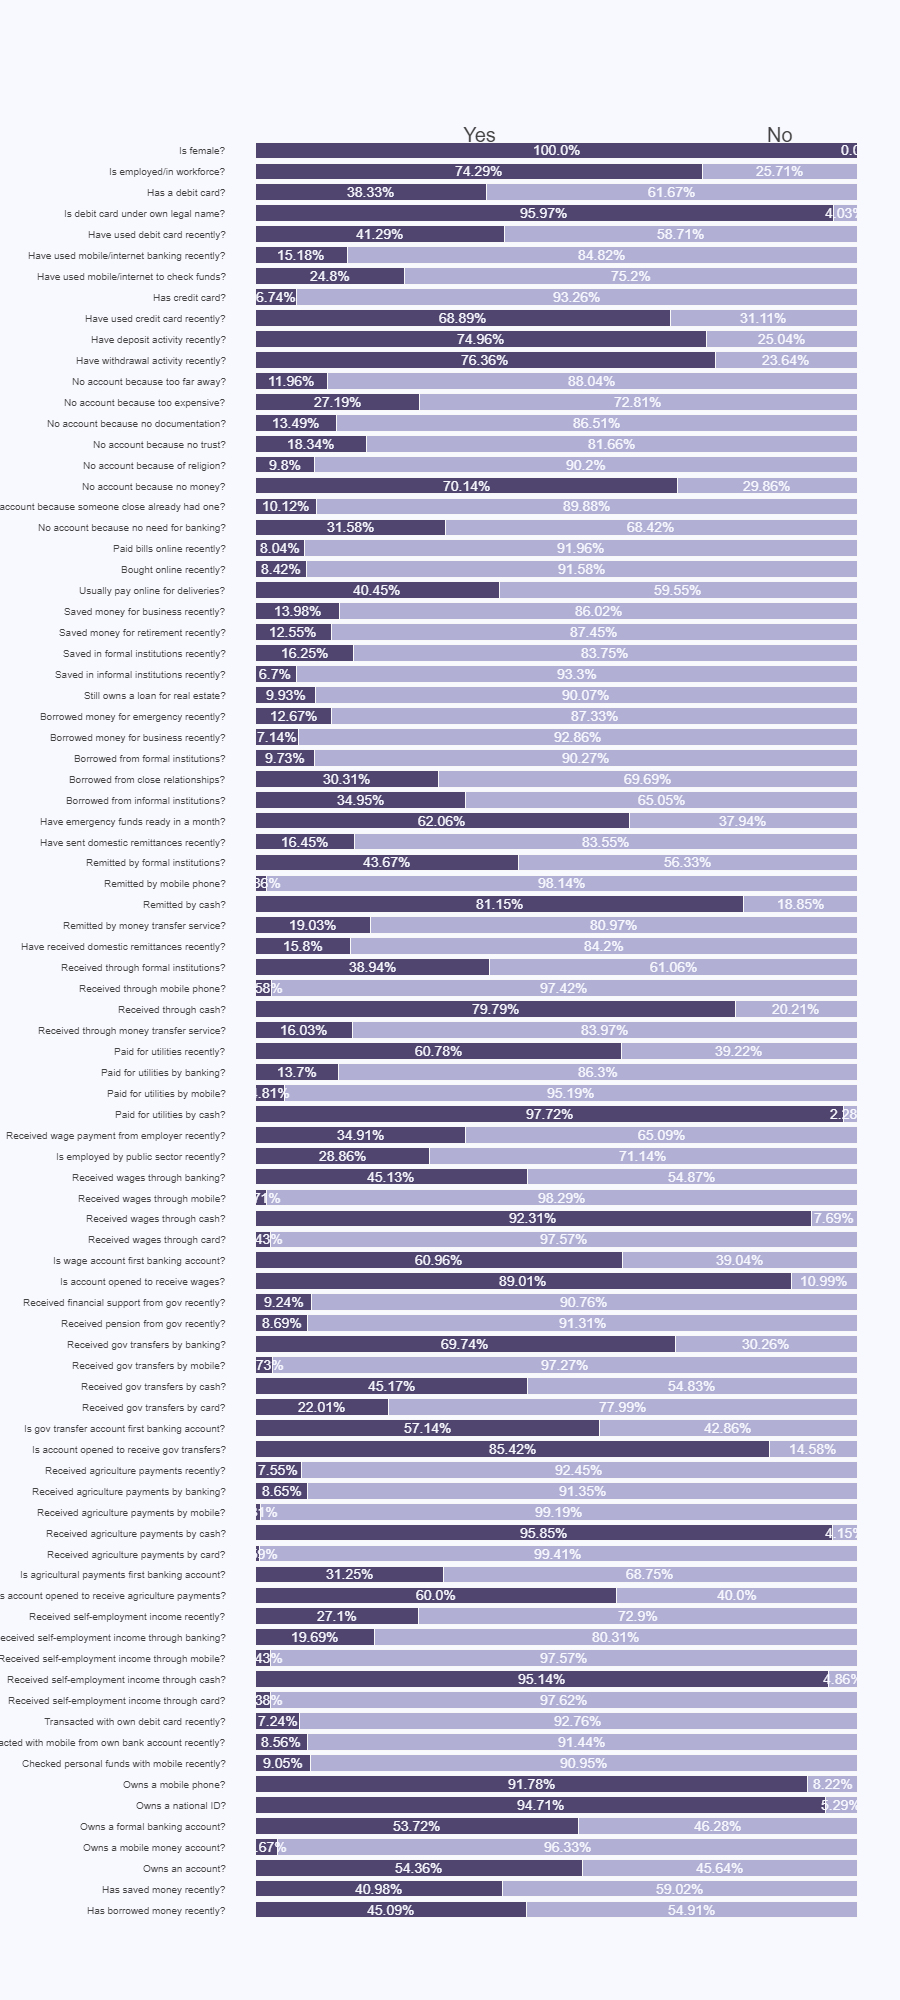 Yes No
Is female? 100.0%
Is employed/in workforce? 74.29% 25.71%
Has a debit card? 38.33% 61.67%
Is debit card under own legal name? 95.97% 4.03%
Have used debit card recently? 41.29% 58.71%
Have used mobile/internet banking recently? 15.18% 84.82%
Have used mobile/internet to check funds? 24.8% 75.2%
Has credit card? 6.74% 93.26%
Have used credit card recently? 68.89% 31.11%
Have deposit activity recently? 74.96% 25.04%
Have withdrawal activity recently? 76.36% 23.64%
No account because too far away? 11.96% 88.04%
No account because too expensive? 27.19% 72.81%
No account because no documentation? 13.49% 86.51%
No account because no trust? 18.34% 81.66%
No account because of religion? 9.8% 90.2%
No account because no money? 70.14% 29.86%
account because someone close already had one? 10.12% 89.88%
No account because no need for banking? 31.58% 68.42%
Paid bills online recently? 8.04% 91.96%
Bought online recently? 8.42% 91.58%
Usually pay online for deliveries? 40.45% 59.55%
Saved money for business recently? 13.98% 86.02%
Saved money for retirement recently? 12.55% 87.45%
Saved in formal institutions recently? 16.25% 83.75%
Saved in informal institutions recently? 6.7% 93.3%
Still owns a loan for real estate? 9.93% 90.07%
Borrowed money for emergency recently? 12.67% 87.33%
Borrowed money for business recently? 7.14% 92.86%
Borrowed from formal institutions? 9.73% 90.27%
Borrowed from close relationships? 30.31% 69.69%
Borrowed from informal institutions? 34.95% 65.05%
Have emergency funds ready in a month? 62.06% 37.94%
Have sent domestic remittances recently? 16.45% 83.55%
Remitted by formal institutions? 43.67% 56.33%
Remitted by mobile phone? 98.14%
Remitted by cash? 81.15% 18.85%
Remitted by money transfer service? 19.03% 80.97%
Have received domestic remittances recently? 15.8% 84.2%
Received through formal institutions? 38.94% 61.06%
Received through mobile phone? 58% 97.42%
Received through cash? 79.79% 20.21%
Received through money transfer service? 16.03% 83.97%
Paid for utilities recently? 60.78% 39.22%
Paid for utilities by banking? 13.7% 86.3%
Paid for utilities by mobile? .81% 95.19%
Paid for utilities by cash? 97.72% 2.28
Received wage payment from employer recently? 34.91% 65.09%
Is employed by public sector recently? 28.86% 71.14%
Received wages through banking? 45.13% 54.87%
Received wages through mobile? 71% 98.29%
Received wages through cash? 92.31% 7.69%
Received wages through card? 43% 97.57%
Is wage account first banking account? 60.96% 39.04%
Is account opened to receive wages? 89.01% 10.99%
Received financial support from gov recently? 9.24% 90.76%
Received pension from gov recently? 8.69% 91.31%
Received gov transfers by banking? 69.74% 30.26%
Received gov transfers by mobile? 73% 97.27%
Received gov transfers by cash? 45.17% 54.83%
Received gov transfers by card? 22.01% 77.99%
Is gov transfer account first banking account? 57.14% 42.86%
Is account opened to receive gov transfers? 85.42% 14.58%
Received agriculture payments recently? 7.55% 92.45%
Received agriculture payments by banking? 8.65% 91.35%
Received agriculture payments by mobile? 1% 99.19%
Received agriculture payments by cash? 95.85% 4.15%
Received agriculture payments by card? 9% 99.41%
Is agricultural payments first banking account? 31.25% 68.75%
s account opened to receive agriculture payments? 60.0% 40.0%
Received self-employment income recently? 27.1% 72.9%
eceived self-employment income through banking? 19.69% 80.31%
Received self-employment income through mobile? 43% 97.57%
Received self-employment income through cash? 95.14% 4.86%
Received self-employment income through card? 38% 97.62%
Transacted with own debit card recently? 7.24% 92.76%
acted with mobile from own bank account recently? 8.56% 91.44%
Checked personal funds with mobile recently? 9.05% 90.95%
Owns a mobile phone? 91.78% 8.22%
Owns a national ID? 94.71% 5.29%
Owns a formal banking account? 53.72% 46.28%
Owns a mobile money account? .67% 96.33%
Owns an account? 54.36% 45.64%
Has saved money recently? 40.98% 59.02%
Has borrowed money recently? 45.09% 54.91%